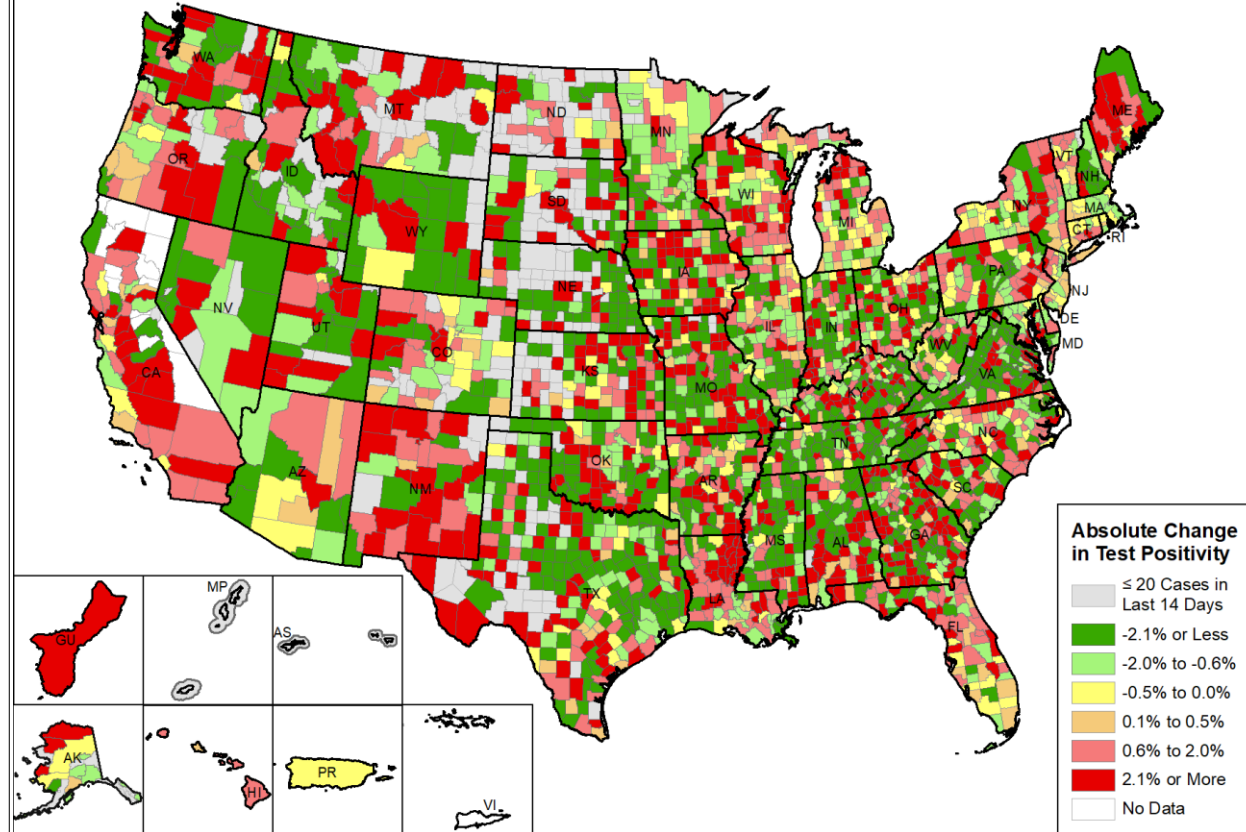 WA
MT
ND
MN
ME
OR
ID
SD
WI
VT
NH
NY
MA
WY
MI
CT
RI
IA
PA
NV
NE
NJ
UT
CO
IL
IN
OH
DE
MD
CA
KS
MO
WV
VA
KY
AZ
NM
OK
TN
NC
AR
SC
MS
AL
GA
TX
LA
FL
GU
MP
AS
AK
HI
PR
VI
Absolute Change
in Test Positivity
≤ 20 Cases in
Last 14 Days
-2.1% or Less
-2.0% to -0.6%
-0.5% to 0.0%
0.1% to 0.5%
0.6% to 2.0%
2.1% or More
No Data